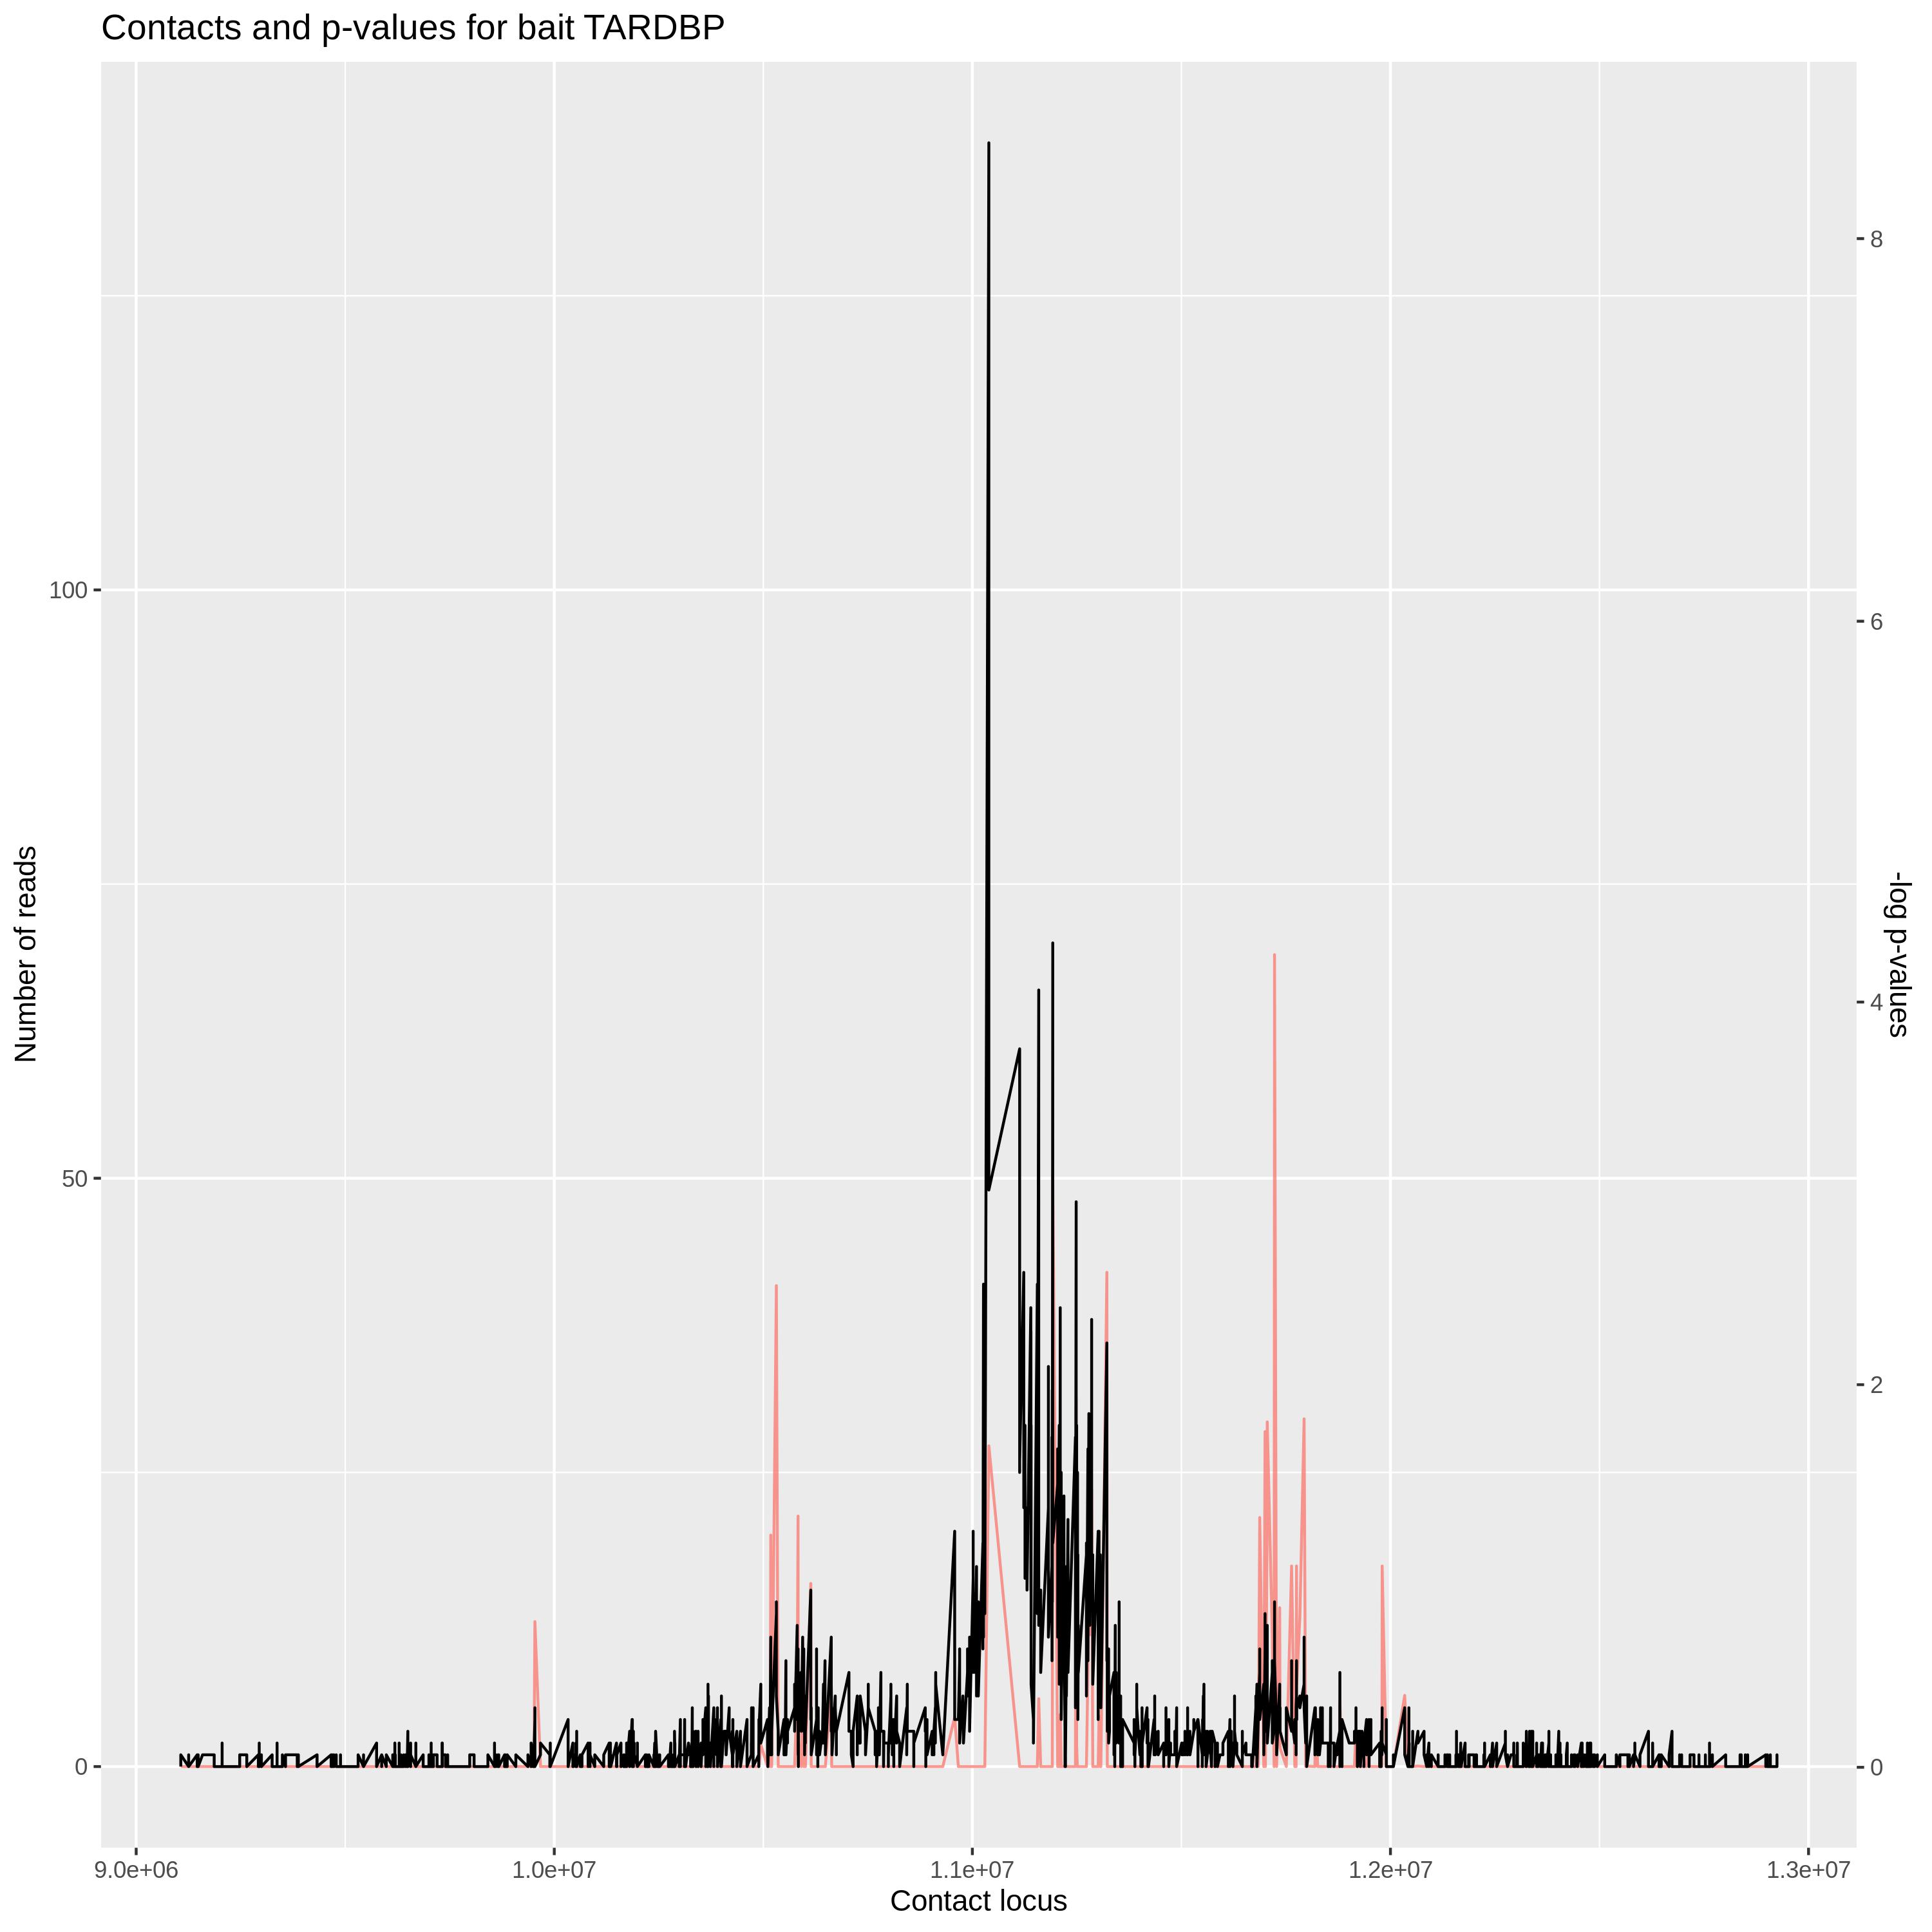 Contacts and p-values for bait TARDBP
Number of reads
100
50
0
8
6
4
2
0
-log p-values
9.0e+06
1.0e+07
1.1e+07
1.2e+07
1.3e+07
Contact locus